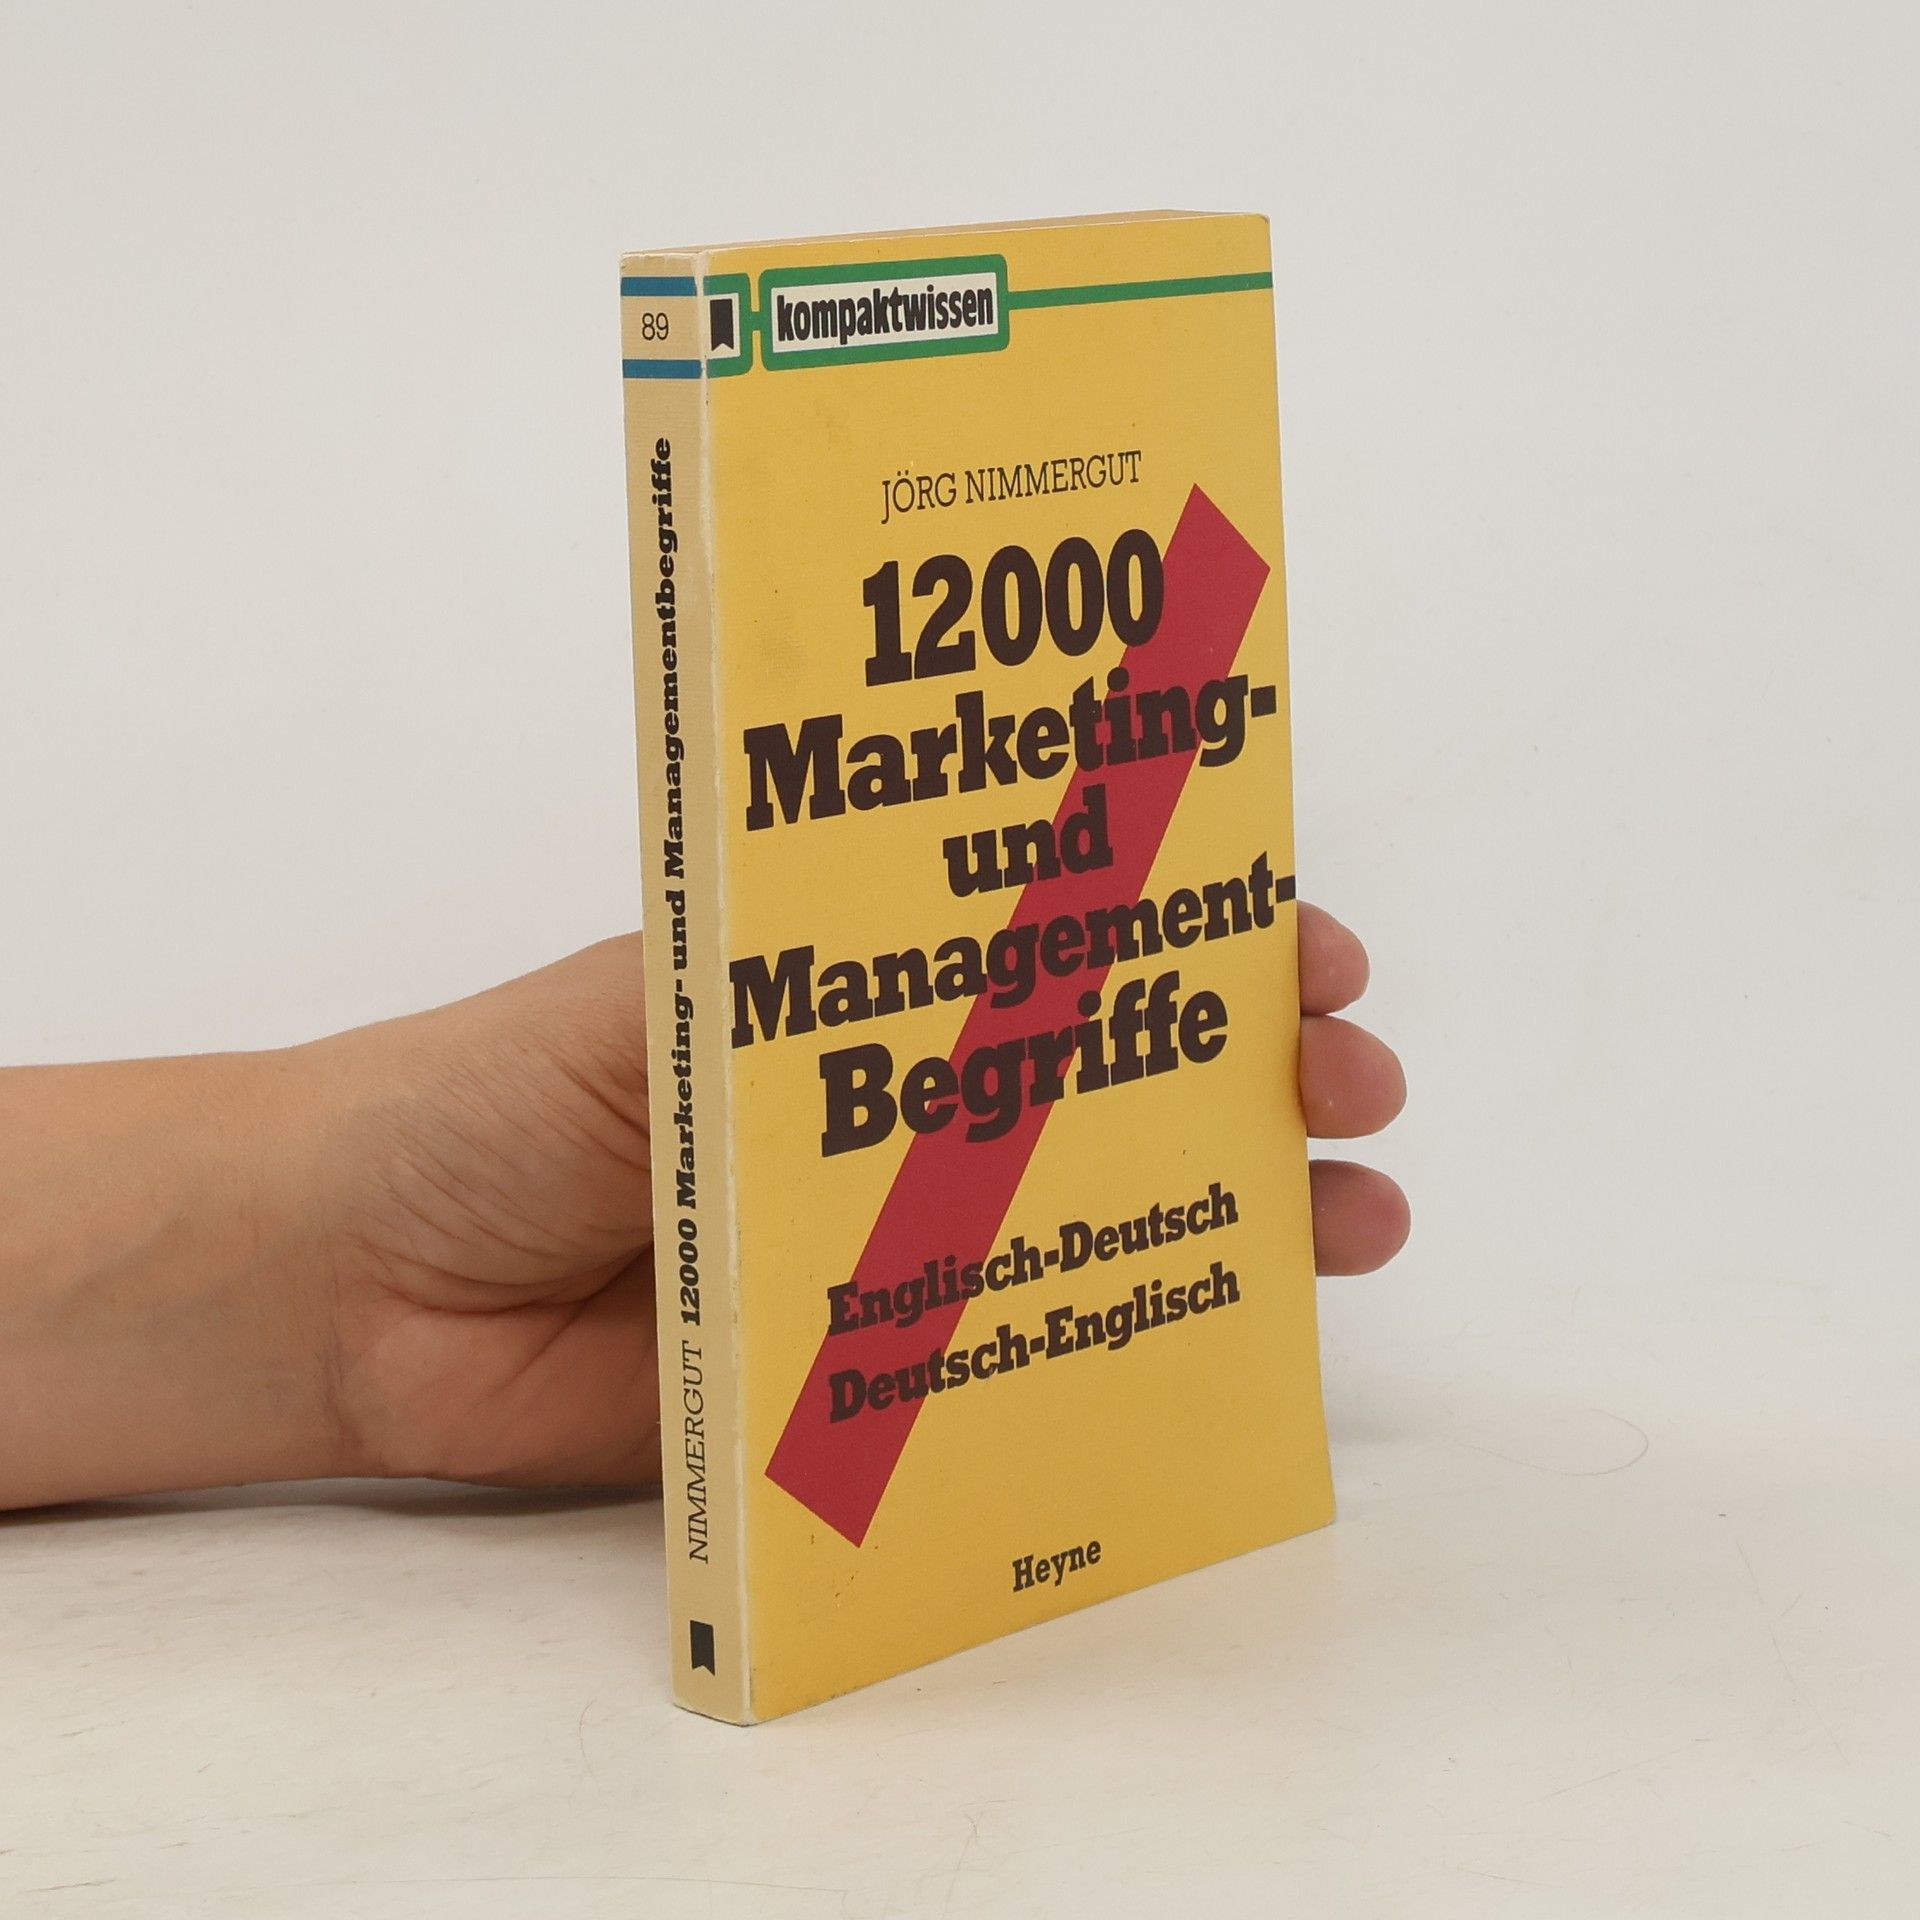 89
NIMMERGUT 12000 Marketing- und Managementbegriffe
kompaktwissen
JÖRG NIMMERGUT
12000
Marketing-
und
Management-
Begriffe
Englisch-Deutsch
Deutsch-Englisch
Heyne